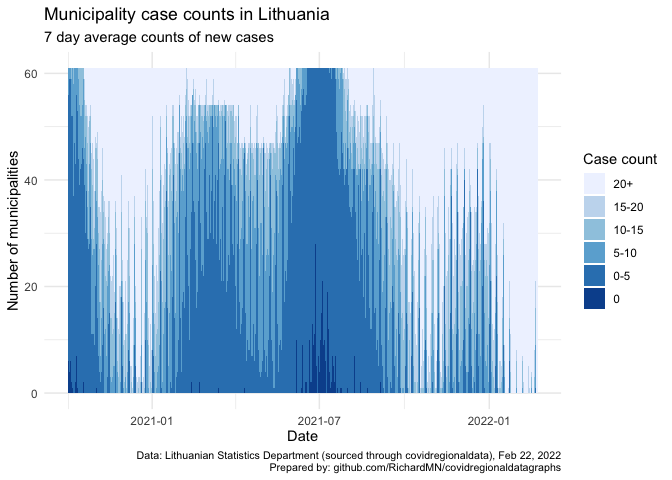 Municipality case counts in Lithuania
7 day average counts of new cases
Number of municipalities
60
40
20
0
2021-01
2021-07
2022-01
Date
Case count
20+
15-20
10-15
5-10
0-5
0
Data: Lithuanian Statistics Department (sourced through covidregionaldata), Feb 22, 2022
Prepared by: github.com/RichardMN/covidregionaldatagraphs